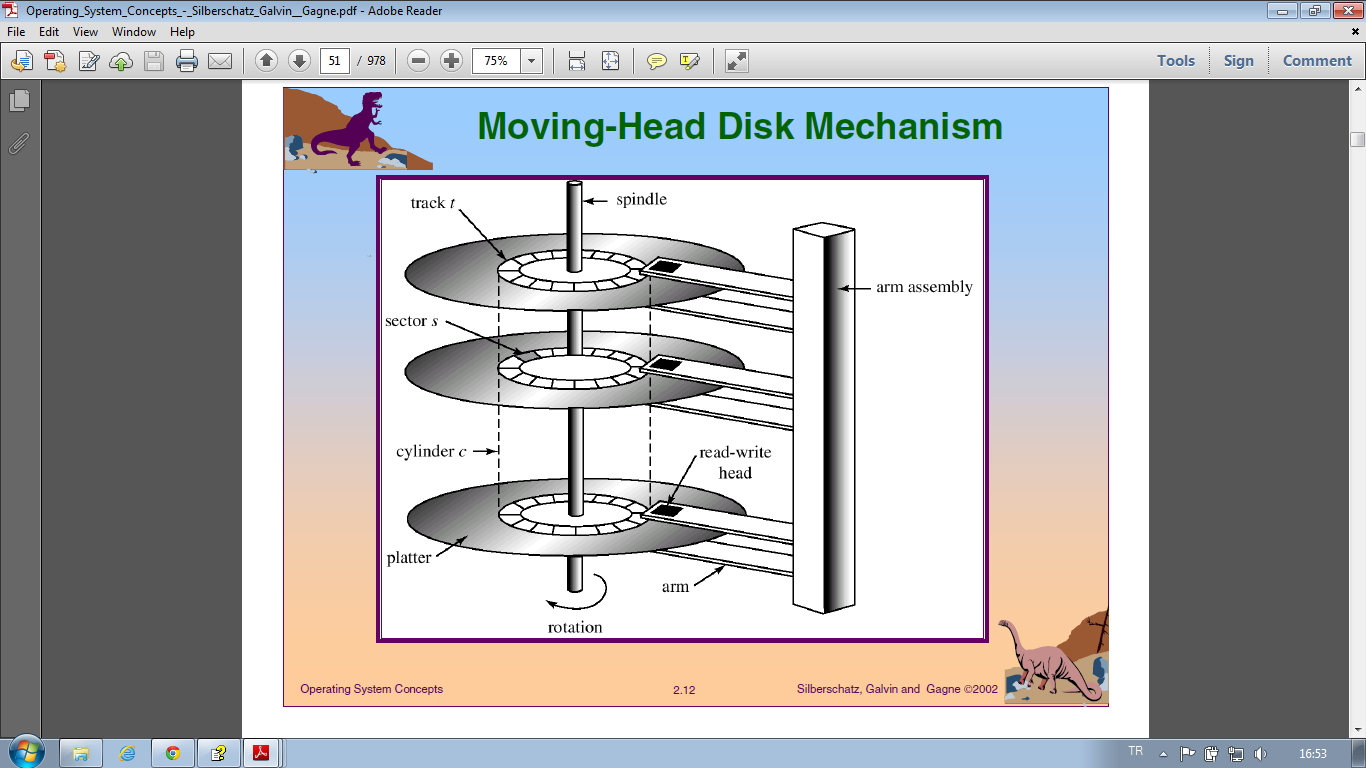 Operating_System_Concepts_-_Silberschatz_Galvin__Gagne.pdf - Adobe Reader
File Edit View Window Help
51 / 978 75% Tools Sign Comment
Moving-Head Disk Mechanism
track t
spindle
arm assembly
sector s
cylinder c
read-write
head
platter
arm
rotation
Operating System Concepts 2.12 Silberschatz, Galvin and Gagne ©2002
TR 16:53